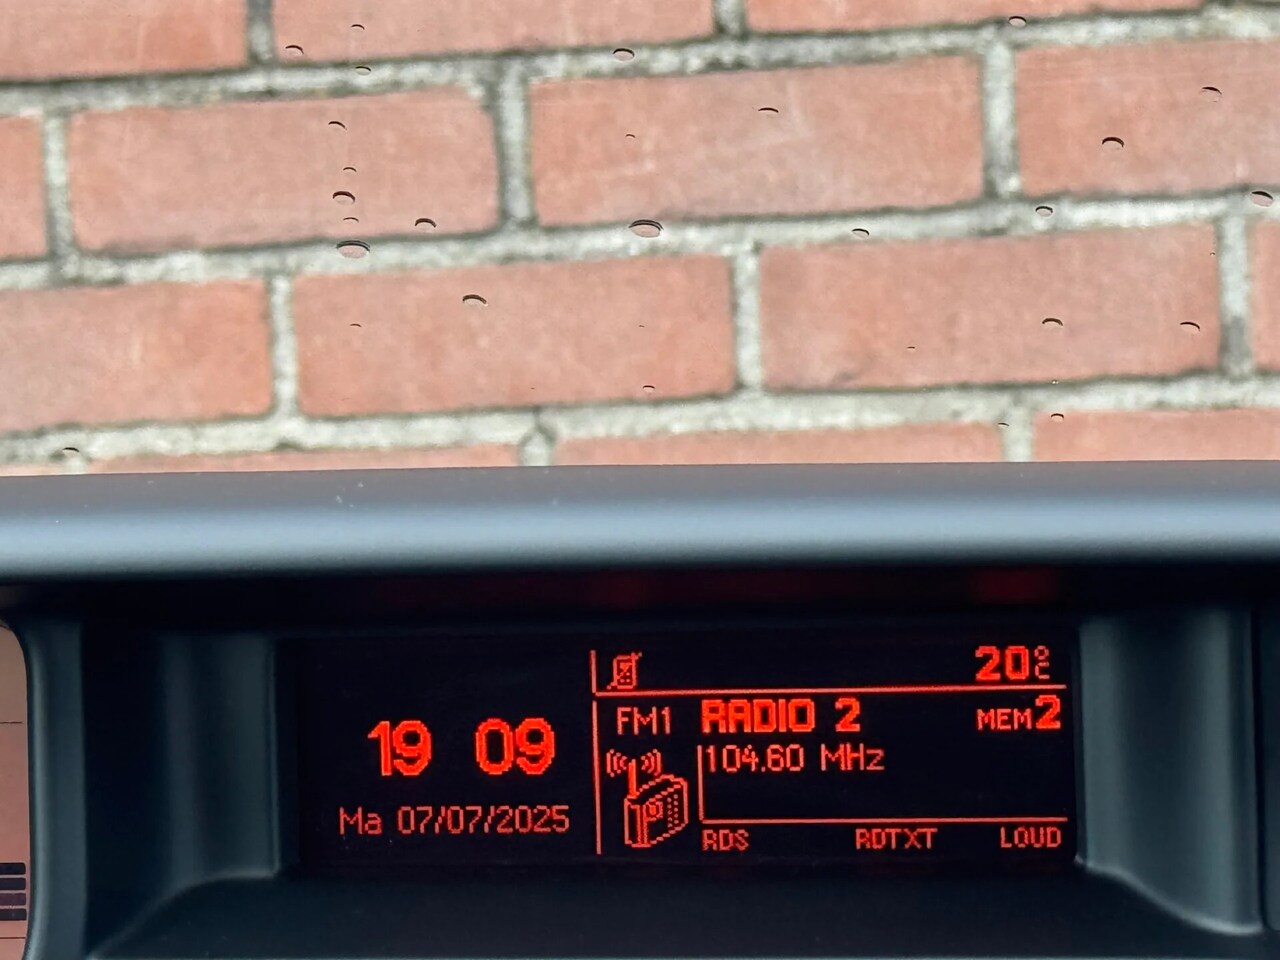 19 09
Ma 07/07/2025
20°C
FM1 RADIO 2 MEM2
104.60 MHz
RDS RDTXT LOUD